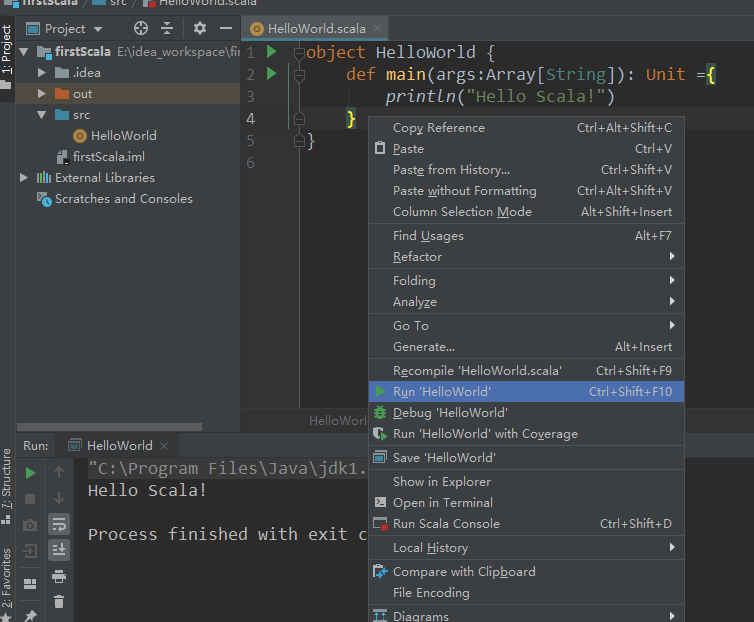 firstScala src HelloWorld.scala
1: Project
Project
HelloWorld.scala
firstScala E:\idea_workspace\fir
.idea
out
src
HelloWorld
firstScala.iml
External Libraries
Scratches and Consoles
1 object HelloWorld {
2 def main(args:Array[String]): Unit ={
3 println("Hello Scala!")
4 }
5 }
6
Copy Reference Ctrl+Alt+Shift+C
Paste Ctrl+V
Paste from History... Ctrl+Shift+V
Paste without Formatting Ctrl+Alt+Shift+V
Column Selection Mode Alt+Shift+Insert
Find Usages Alt+F7
Refactor
Folding
Analyze
Go To
Generate... Alt+Insert
Recompile 'HelloWorld.scala' Ctrl+Shift+F9
Run 'HelloWorld' Ctrl+Shift+F10
Debug 'HelloWorld'
Run 'HelloWorld' with Coverage
Save 'HelloWorld'
Show in Explorer
Open in Terminal
Run Scala Console Ctrl+Shift+D
Local History
Compare with Clipboard
File Encoding
Diagrams
HelloWorl
Run: HelloWorld
"C:\Program Files\Java\jdk1.
Hello Scala!
Process finished with exit c
7: Structure
2: Favorites